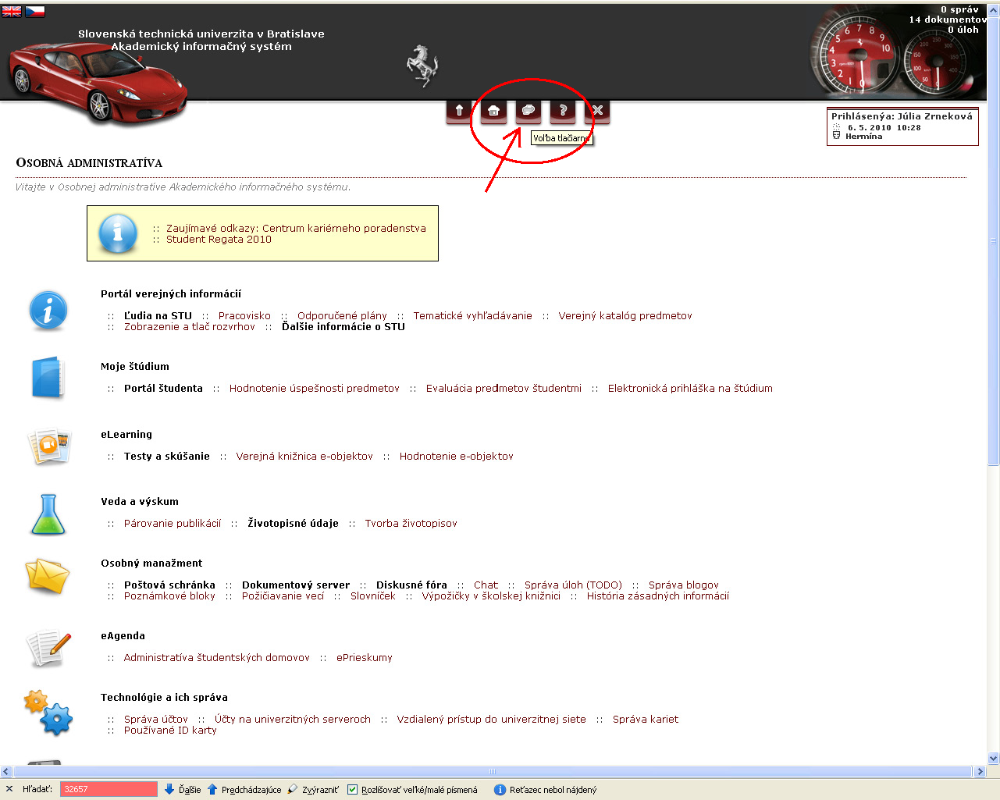 0 správ
14 dokumentov
0 úloh
Slovenská technická univerzita v Bratislave
Akademický informačný systém
Prihlásenýa: Júlia Zrneková
6. 5. 2010 10:28
Hermína
Voľba tlačiarne
OSOBNÁ ADMINISTRATÍVA
Vitajte v Osobnej administratíve Akademického informačného systému.
:: Zaujímavé odkazy: Centrum kariérneho poradenstva
:: Student Regata 2010
Portál verejných informácií
:: Ľudia na STU :: Pracovisko :: Odporučené plány :: Tematické vyhľadávanie :: Verejný katalóg predmetov
:: Zobrazenie a tlač rozvrhov :: Ďalšie informácie o STU
Moje štúdium
:: Portál študenta :: Hodnotenie úspešnosti predmetov :: Evaluácia predmetov študentmi :: Elektronická prihláška na štúdium
eLearning
:: Testy a skúšanie :: Verejná knižnica e-objektov :: Hodnotenie e-objektov
Veda a výskum
:: Párovanie publikácií :: Životopisné údaje :: Tvorba životopisov
Osobný manažment
:: Poštová schránka :: Dokumentový server :: Diskusné fóra :: Chat :: Správa úloh (TODO) :: Správa blogov
:: Poznámkové bloky :: Požičiavanie vecí :: Slovníček :: Výpožičky v školskej knižnici :: História zásadných informácií
eAgenda
:: Administratíva študentských domovov :: ePrieskumy
Technológie a ich správa
:: Správa účtov :: Účty na univerzitných serveroch :: Vzdialený prístup do univerzitnej siete :: Správa kariet
:: Používané ID karty
Hľadať: 32657 Ďalšie Predchádzajúce Zvýrazniť Rozlišovať veľké/malé písmená Reťazec nebol nájdený